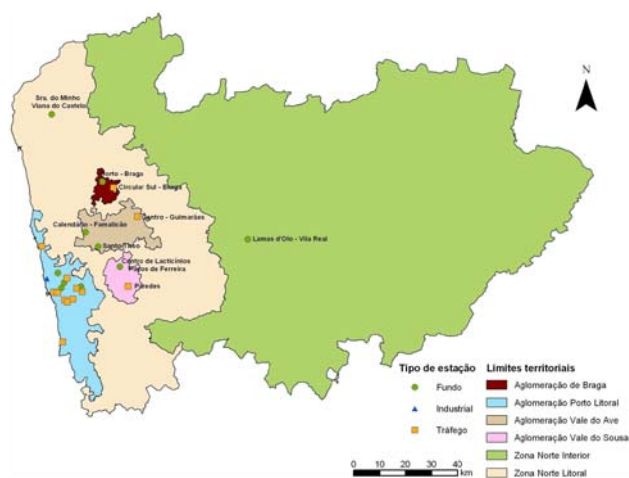 Sra. do Minho
Viana do Castelo
N
Horto - Braga
Circular Sul - Braga
Centro - Guimarães
Calendário - Famalicão
Santo Tirso
Lamas d'Olo - Vila Real
Centro de Lacticínios
Paços de Ferreira
Paredes
Tipo de estação
Fundo
Industrial
Tráfego
Limites territoriais
Aglomeração de Braga
Aglomeração Porto Litoral
Aglomeração Vale do Ave
Aglomeração Vale do Sousa
Zona Norte Interior
Zona Norte Litoral
0 10 20 30 40
km